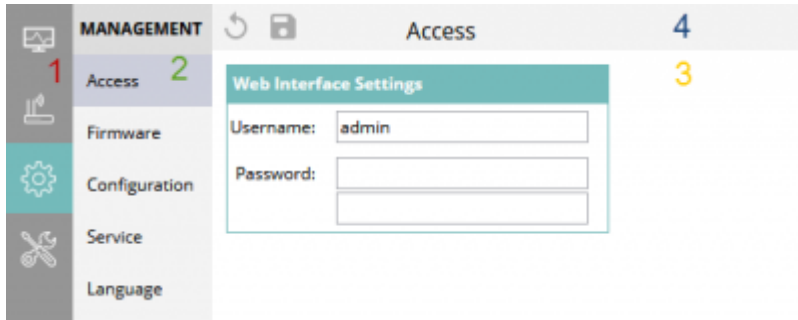 MANAGEMENT
Access
4
1
Access
2
Web Interface Settings
3
Username:
admin
Firmware
Password:
Configuration
Service
Language